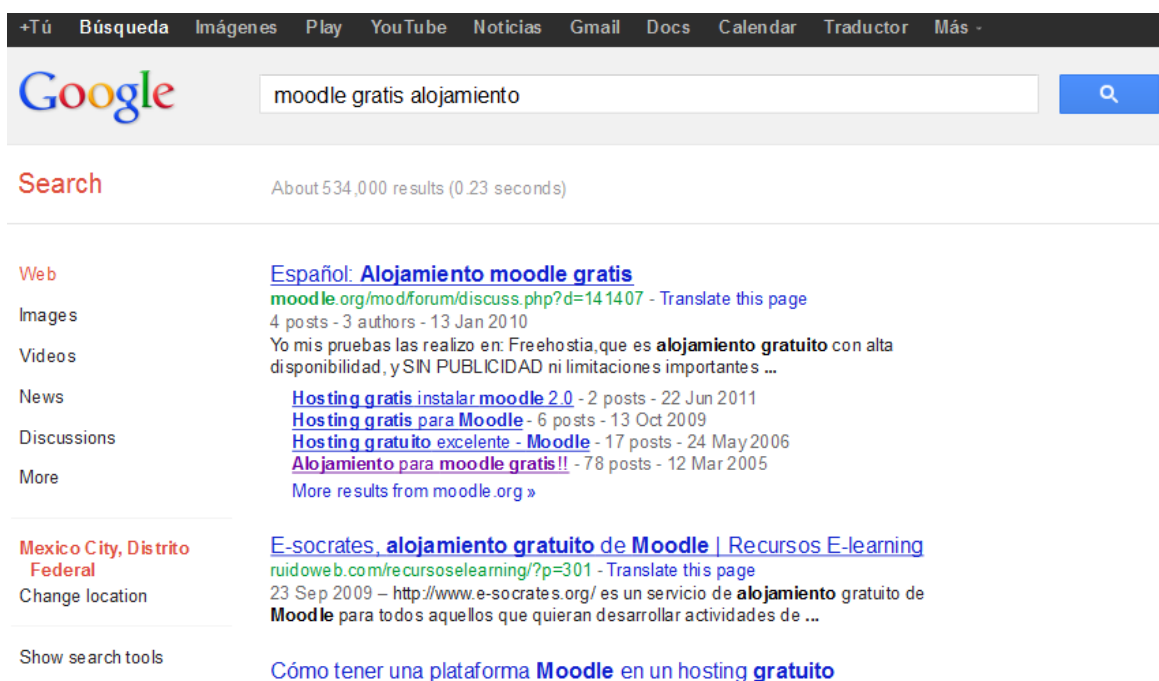 +Tú Búsqueda Imágenes Play YouTube Noticias Gmail Docs Calendar Traductor Más
Google
moodle gratis alojamiento
Search
About 534,000 results (0.23 seconds)
Web
Images
Videos
News
Discussions
More
Mexico City, Distrito
Federal
Change location
Show search tools
Español: Alojamiento moodle gratis
moodle.org/mod/forum/discuss.php?d=141407 - Translate this page
4 posts - 3 authors - 13 Jan 2010
Yo mis pruebas las realizo en: Freehostia,que es alojamiento gratuito con alta
disponibilidad, y SIN PUBLICIDAD ni limitaciones importantes ...
Hosting gratis instalar moodle 2.0 - 2 posts - 22 Jun 2011
Hosting gratis para Moodle - 6 posts - 13 Oct 2009
Hosting gratuito excelente - Moodle - 17 posts - 24 May 2006
Alojamiento para moodle gratis!! - 78 posts - 12 Mar 2005
More results from moodle.org »
E-socrates, alojamiento gratuito de Moodle | Recursos E-learning
ruidoweb.com/recursoselearning/?p=301 - Translate this page
23 Sep 2009 – http://www.e-socrates.org/ es un servicio de alojamiento gratuito de
Moodle para todos aquellos que quieran desarrollar actividades de ...
Cómo tener una plataforma Moodle en un hosting gratuito